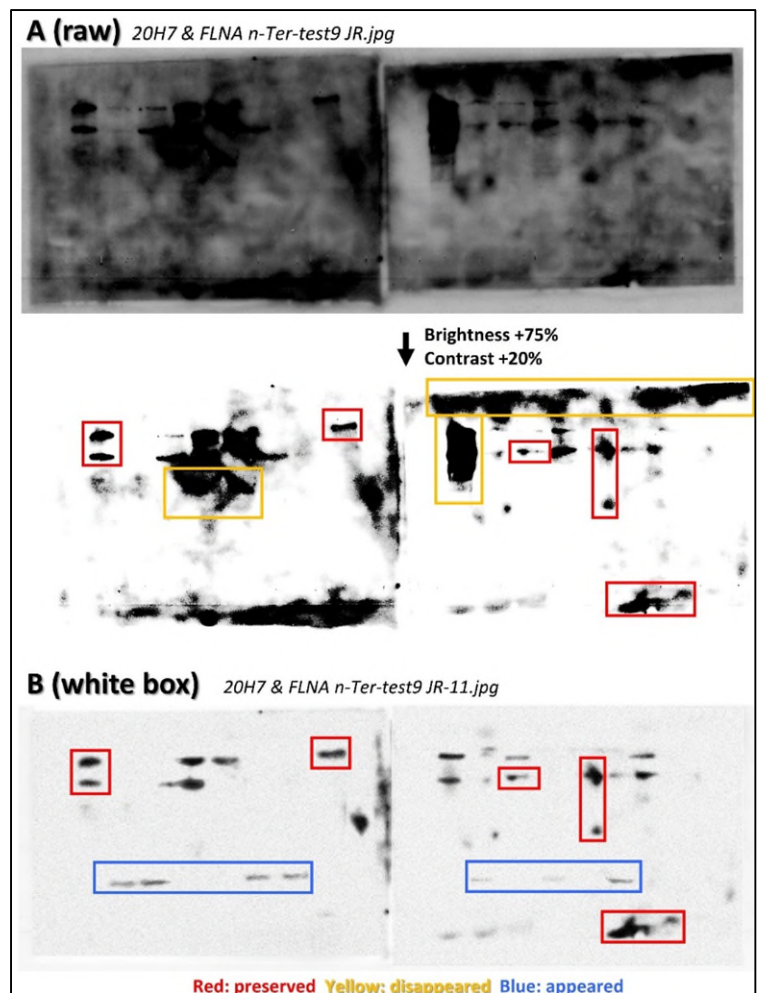 A (raw) 20H7 & FLNA n-Ter-test9 JR.jpg
Brightness +75%
Contrast +20%
B (white box) 20H7 & FLNA n-Ter-test9 JR-11.jpg
Red: preserved Yellow: disappeared Blue: appeared